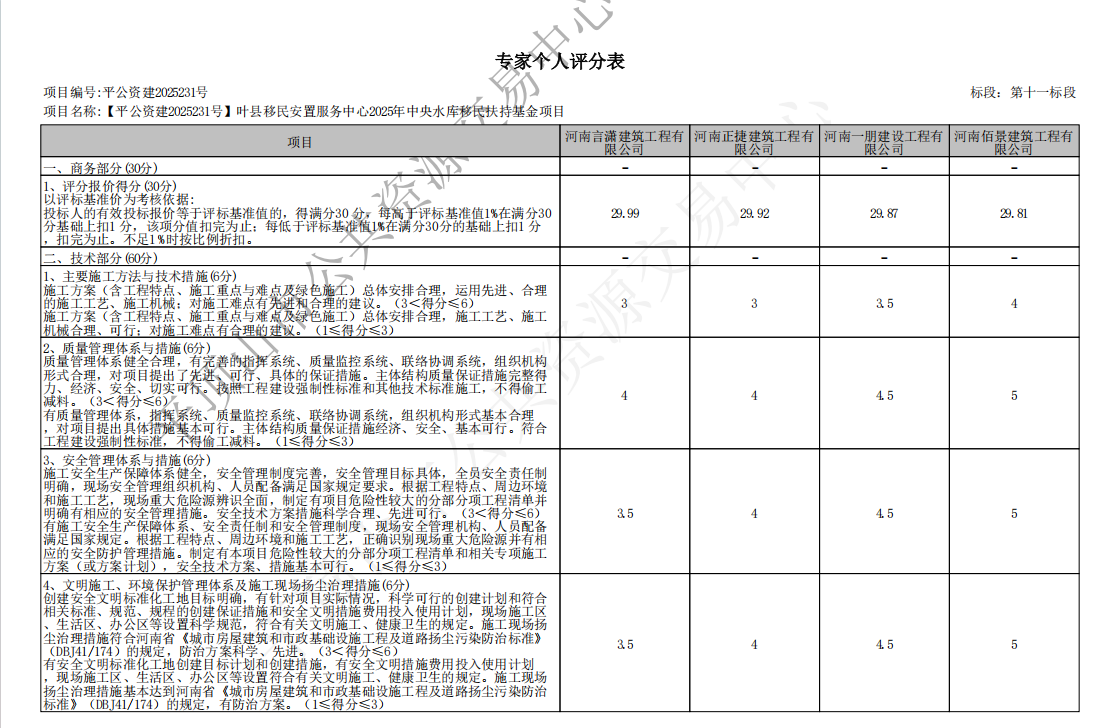 专家个人评分表
项目编号:平公资建2025231号
标段: 第十一标段
项目名称:【平公资建2025231号】叶县移民安置服务中心2025年中央水库移民扶持基金项目
项目
河南言潇建筑工程有
限公司
河南正捷建筑工程有
限公司
河南一朋建设工程有
限公司
河南佰景建筑工程有
限公司
一、商务部分(30分)
－ － － －
1、评分报价得分(30分)
以评标基准价为考核依据:
投标人的有效投标报价等于评标基准值的, 得满分30 分, 每高于评标基准值1%在满分30
分基础上扣1 分, 该项分值扣完为止; 每低于评标基准值1%在满分30分的基础上扣1 分
, 扣完为止。不足1％时按比例折扣。
29.99 29.92 29.87 29.81
二、技术部分(60分)
－ － － －
1、主要施工方法与技术措施(6分)
施工方案（含工程特点、施工重点与难点及绿色施工）总体安排合理, 运用先进、合理
的施工工艺、施工机械; 对施工难点有先进和合理的建议。（3＜得分≤6）
施工方案（含工程特点、施工重点与难点及绿色施工）总体安排合理, 施工工艺、施工
机械合理、可行; 对施工难点有合理的建议。（1≤得分≤3）
3 3 3.5 4
2、质量管理体系与措施(6分)
质量管理体系健全合理, 有完善的指挥系统、质量监控系统、联络协调系统, 组织机构
形式合理, 对项目提出了先进、可行、具体的保证措施。主体结构质量保证措施完整得
力、经济、安全、切实可行。按照工程建设强制性标准和其他技术标准施工, 不得偷工
减料。（3＜得分≤6）
有质量管理体系, 指挥系统、质量监控系统、联络协调系统, 组织机构形式基本合理
, 对项目提出具体措施基本可行。主体结构质量保证措施经济、安全、基本可行。符合
工程建设强制性标准, 不得偷工减料。（1≤得分≤3）
4 4 4.5 5
3、安全管理体系与措施(6分)
施工安全生产保障体系健全, 安全管理制度完善, 安全管理目标具体, 全员安全责任制
明确, 现场安全管理组织机构、人员配备满足国家规定要求。根据工程特点、周边环境
和施工工艺, 现场重大危险源辨识全面, 制定有项目危险性较大的分部分项工程清单并
明确有相应的安全管理措施。安全技术方案措施科学合理、先进可行。（3＜得分≤6）
有施工安全生产保障体系、安全责任制和安全管理制度, 现场安全管理机构、人员配备
满足国家规定。根据工程特点、周边环境和施工工艺, 正确识别现场重大危险源并有相
应的安全防护管理措施。制定有本项目危险性较大的分部分项工程清单和相关专项施工
方案（或方案计划）, 安全技术方案、措施基本可行。（1≤得分≤3）
3.5 4 4.5 5
4、文明施工、环境保护管理体系及施工现场扬尘治理措施(6分)
创建安全文明标准化工地目标明确, 有针对项目实际情况, 科学可行的创建计划和符合
相关标准、规范、规程的创建保证措施和安全文明措施费用投入使用计划, 现场施工区
、生活区、办公区等设置科学规范, 符合有关文明施工、健康卫生的规定。施工现场扬
尘治理措施符合河南省《城市房屋建筑和市政基础设施工程及道路扬尘污染防治标准》
（DBJ41/174）的规定, 防治方案科学、先进。（3＜得分≤6）
有安全文明标准化工地创建目标计划和创建措施, 有安全文明措施费用投入使用计划
, 现场施工区、生活区、办公区等设置符合有关文明施工、健康卫生的规定。施工现场
扬尘治理措施基本达到河南省《城市房屋建筑和市政基础设施工程及道路扬尘污染防治
标准》（DBJ41/174）的规定, 有防治方案。（1≤得分≤3）
3.5 4 4.5 5
平顶山市公共资源交易中心
公共资源交易中心